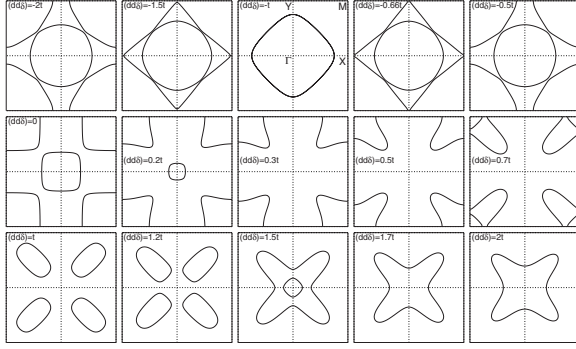 (ddδ)=-2t
(ddδ)=-1.5t
(ddδ)=-t
Y
M
Γ
X
(ddδ)=-0.66t
(ddδ)=-0.5t
(ddδ)=0
(ddδ)=0.2t
(ddδ)=0.3t
(ddδ)=0.5t
(ddδ)=0.7t
(ddδ)=t
(ddδ)=1.2t
(ddδ)=1.5t
(ddδ)=1.7t
(ddδ)=2t